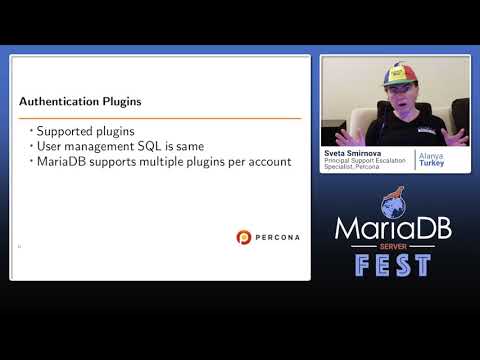 Authentication Plugins
• Supported plugins
• User management SQL is same
• MariaDB supports multiple plugins per account
PERCONA
Sveta Smirnova
Principal Support Escalation
Specialist, Percona
Alanya
Turkey
MariaDB
SERVER
FEST